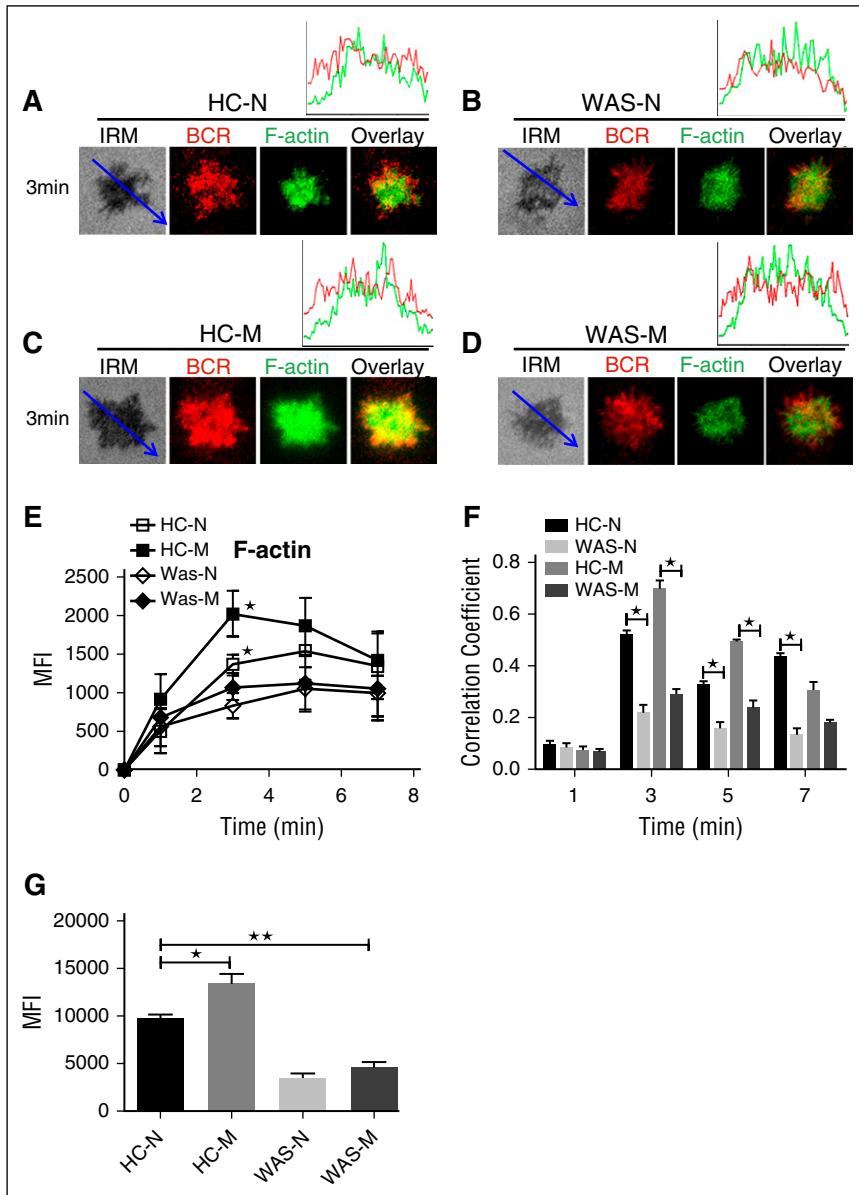 A
HC-N
IRM BCR F-actin Overlay
3min
B
WAS-N
IRM BCR F-actin Overlay
C
HC-M
IRM BCR F-actin Overlay
3min
D
WAS-M
IRM BCR F-actin Overlay
E
HC-N
HC-M
Was-N
Was-M
F-actin
MFI
2500
2000
1500
1000
500
0
0 2 4 6 8
Time (min)
F
HC-N
WAS-N
HC-M
WAS-M
Correlation Coefficient
0.8
0.6
0.4
0.2
0.0
1 3 5 7
Time (min)
G
MFI
20000
15000
10000
5000
0
HC-N
HC-M
WAS-N
WAS-M